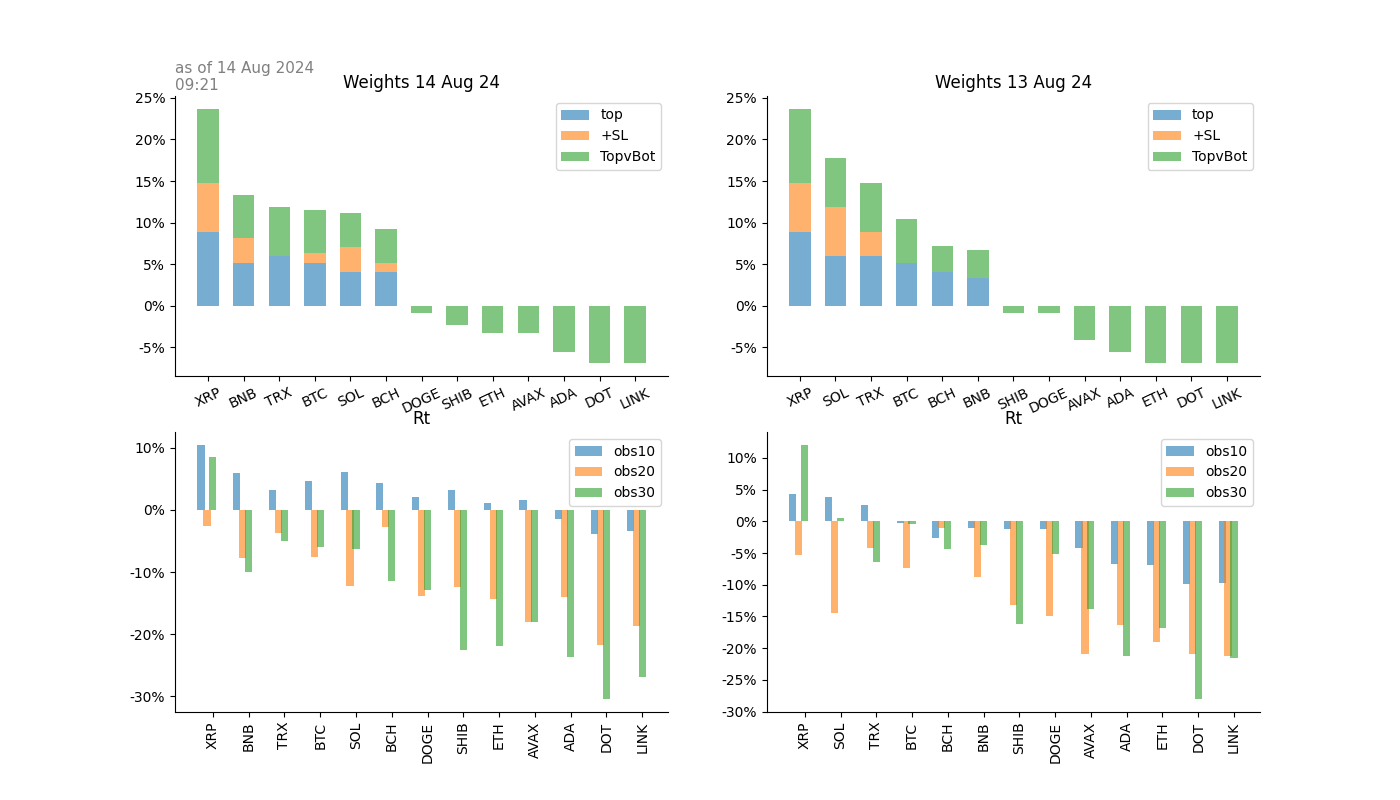 as of 14 Aug 2024
09:21
Weights 14 Aug 24
25%
20%
15%
10%
5%
0%
-5%
top
+SL
TopvBot
XRP BNB TRX BTC SOL BCH DOGE SHIB ETH AVAX ADA DOT LINK
Weights 13 Aug 24
25%
20%
15%
10%
5%
0%
-5%
top
+SL
TopvBot
XRP SOL TRX BTC BCH BNB SHIB DOGE AVAX ADA ETH DOT LINK
Rt
10%
0%
-10%
-20%
-30%
obs10
obs20
obs30
XRP BNB TRX BTC SOL BCH DOGE SHIB ETH AVAX ADA DOT LINK
Rt
10%
5%
0%
-5%
-10%
-15%
-20%
-25%
-30%
obs10
obs20
obs30
XRP SOL TRX BTC BCH BNB SHIB DOGE AVAX ADA ETH DOT LINK